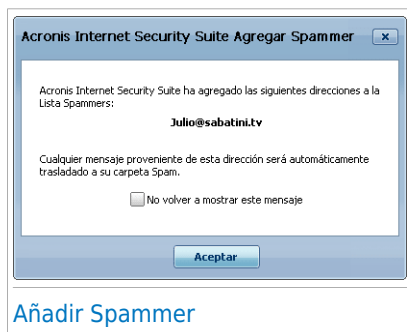 Acronis Internet Security Suite Agregar Spammer
Acronis Internet Security Suite ha agregado las siguientes direcciones a la
Lista Spammers:
Julio@sabatini.tv
Cualquier mensaje proveniente de esta dirección será automáticamente
trasladado a su carpeta Spam.
No volver a mostrar este mensaje
Aceptar
Añadir Spammer